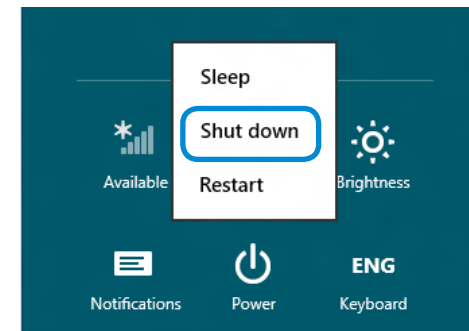 Sleep
Shut down
Restart
Available
Brightness
ENG
Notifications
Power
Keyboard